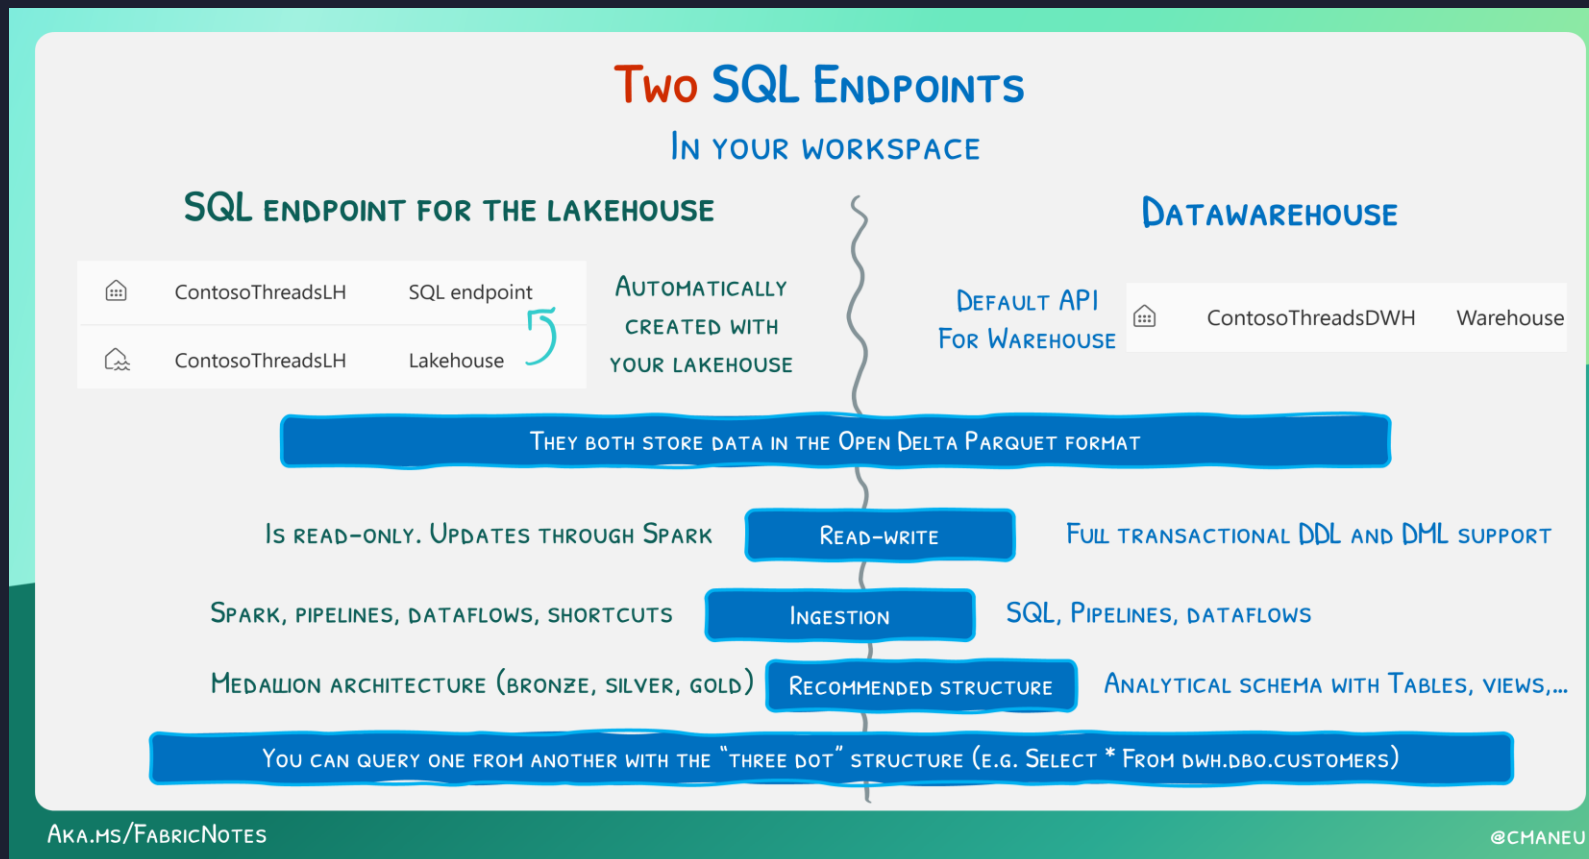 Two SQL Endpoints
In your workspace
SQL endpoint for the lakehouse
ContosoThreadsLH SQL endpoint
ContosoThreadsLH Lakehouse
Automatically
created with
your lakehouse
Datawarehouse
Default API
For Warehouse
ContosoThreadsDWH Warehouse
They both store data in the Open Delta Parquet format
Is read-only. Updates through Spark
Read-write
Full transactional DDL and DML support
Spark, pipelines, dataflows, shortcuts
Ingestion
SQL, Pipelines, dataflows
Medallion architecture (bronze, silver, gold)
Recommended structure
Analytical schema with Tables, views,...
You can query one from another with the "three dot" structure (e.g. Select * From dwh.dbo.customers)
Aka.ms/FabricNotes
@cmaneu